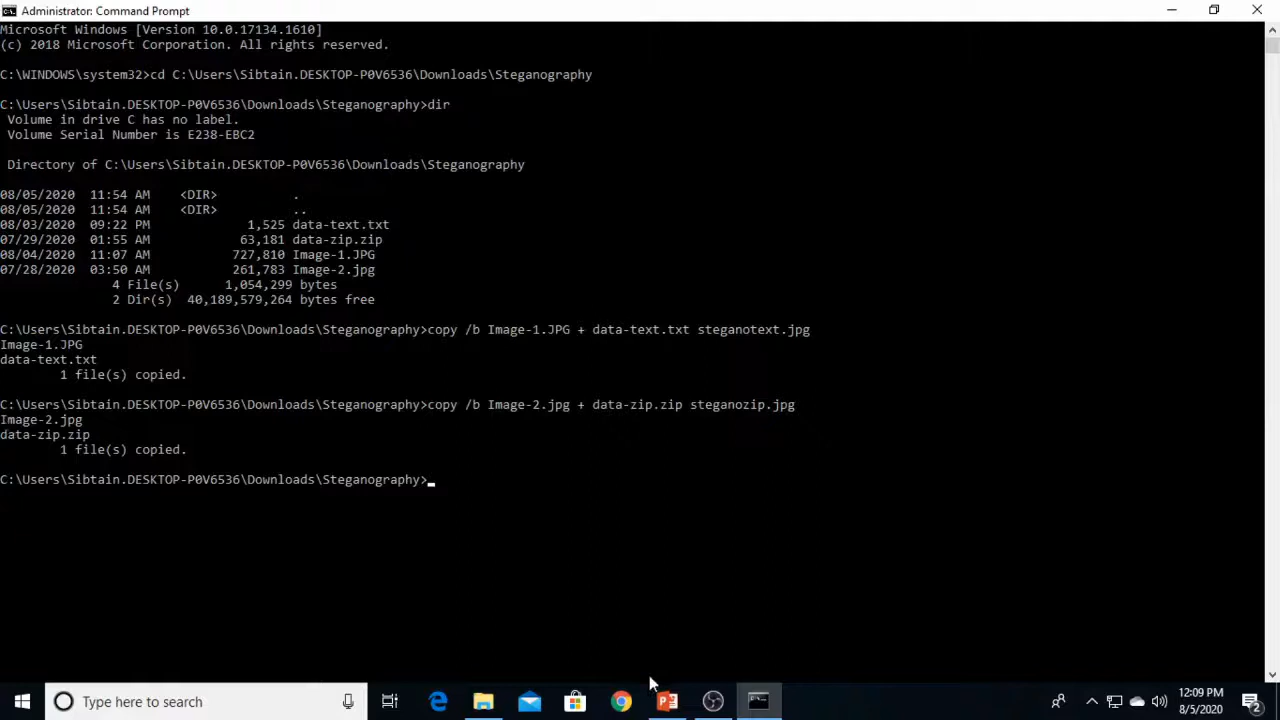 Administrator: Command Prompt
Microsoft Windows [Version 10.0.17134.1610]
(c) 2018 Microsoft Corporation. All rights reserved.
C:\WINDOWS\system32>cd C:\Users\Sibtain.DESKTOP-P0V6536\Downloads\Steganography
C:\Users\Sibtain.DESKTOP-P0V6536\Downloads\Steganography>dir
Volume in drive C has no label.
Volume Serial Number is E238-EBC2
Directory of C:\Users\Sibtain.DESKTOP-P0V6536\Downloads\Steganography
08/05/2020  11:54 AM    <DIR>          .
08/05/2020  11:54 AM    <DIR>          ..
08/03/2020  09:22 PM             1,525 data-text.txt
07/29/2020  01:55 AM            63,181 data-zip.zip
08/04/2020  11:07 AM           727,810 Image-1.JPG
07/28/2020  03:50 AM           261,783 Image-2.jpg
4 File(s)      1,054,299 bytes
2 Dir(s)  40,189,579,264 bytes free
C:\Users\Sibtain.DESKTOP-P0V6536\Downloads\Steganography>copy /b Image-1.JPG + data-text.txt steganotext.jpg
Image-1.JPG
data-text.txt
1 file(s) copied.
C:\Users\Sibtain.DESKTOP-P0V6536\Downloads\Steganography>copy /b Image-2.jpg + data-zip.zip steganozip.jpg
Image-2.jpg
data-zip.zip
1 file(s) copied.
C:\Users\Sibtain.DESKTOP-P0V6536\Downloads\Steganography>
Type here to search
12:09 PM
8/5/2020
2